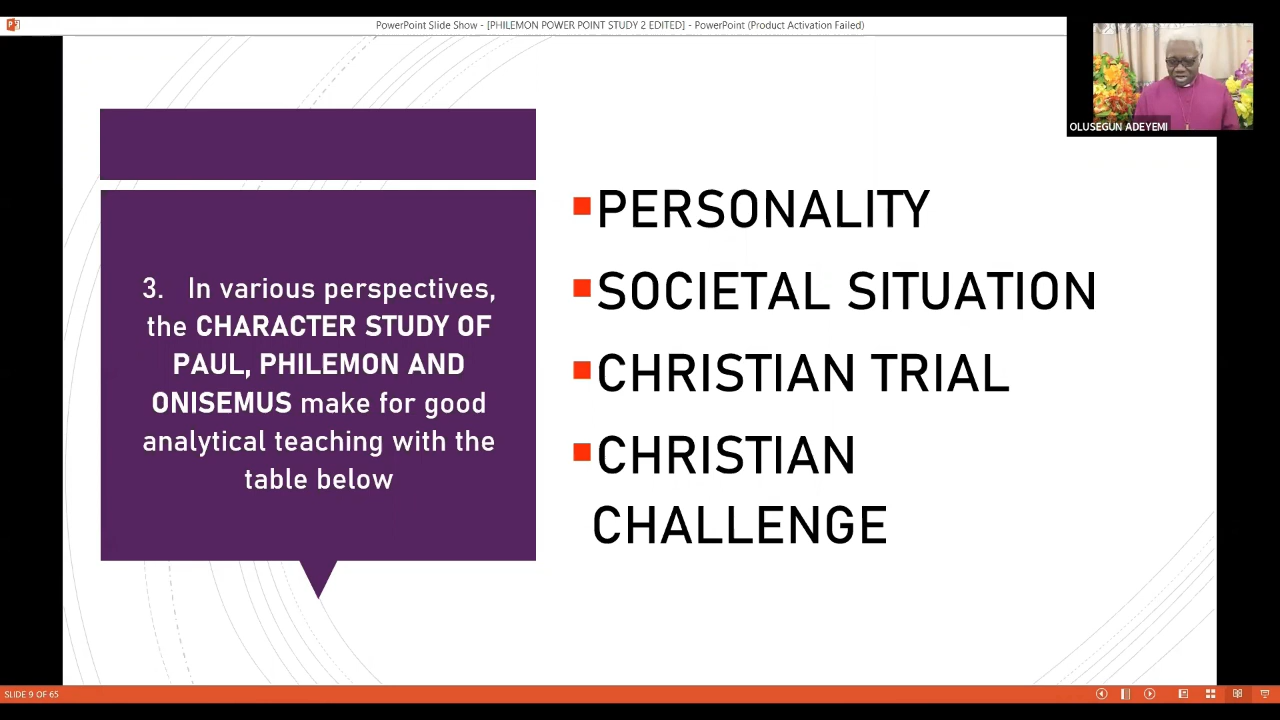 PowerPoint Slide Show - [PHILEMON POWER POINT STUDY 2 EDITED] - PowerPoint (Product Activation Failed)
OLUSEGUN ADEYEMI
3. In various perspectives,
the CHARACTER STUDY OF
PAUL, PHILEMON AND
ONISEMUS make for good
analytical teaching with the
table below
PERSONALITY
SOCIETAL SITUATION
CHRISTIAN TRIAL
CHRISTIAN
CHALLENGE
SLIDE 9 OF 65